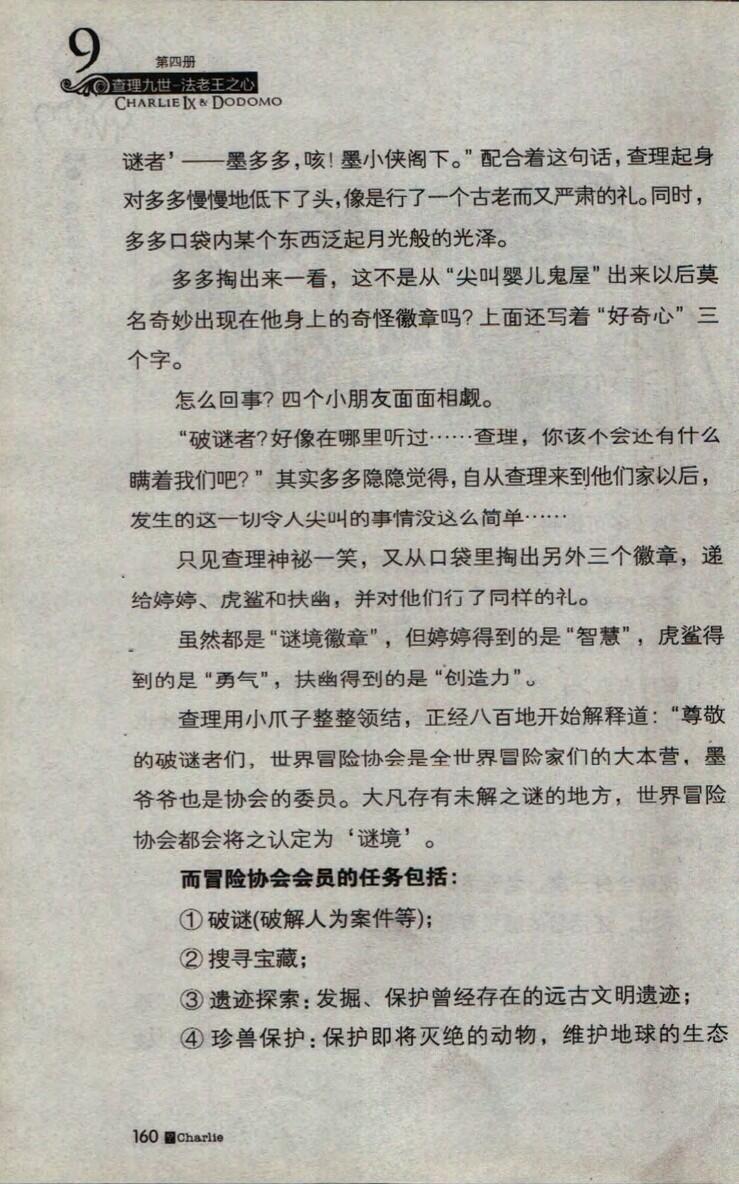 9
第四册
查理九世-法老王之心
CHARLIE IX & DODOMO
谜者’——墨多多，咳！墨小侠阁下。”配合着这句话，查理起身
对多多慢慢地低下了头，像是行了一个古老而又严肃的礼。同时，
多多口袋内某个东西泛起月光般的光泽。
多多掏出来一看，这不是从“尖叫婴儿鬼屋”出来以后莫
名奇妙出现在他身上的奇怪徽章吗？上面还写着“好奇心”三
个字。
怎么回事？四个小朋友面面相觑。
“破谜者？好像在哪里听过……查理，你该不会还有什么
瞒着我们吧？”其实多多隐隐觉得，自从查理来到他们家以后，
发生的这一切令人尖叫的事情没这么简单……
只见查理神祕一笑，又从口袋里掏出另外三个徽章，递
给婷婷、虎鲨和扶幽，并对他们行了同样的礼。
虽然都是“谜境徽章”，但婷婷得到的是“智慧”，虎鲨得
到的是“勇气”，扶幽得到的是“创造力”。
查理用小爪子整整领结，正经八百地开始解释道：“尊敬
的破谜者们，世界冒险协会是全世界冒险家们的大本营，墨
爷爷也是协会的委员。大凡存有未解之谜的地方，世界冒险
协会都会将之认定为‘谜境’。
而冒险协会会员的任务包括：
①破谜(破解人为案件等)；
②搜寻宝藏；
③遗迹探索：发掘、保护曾经存在的远古文明遗迹；
④珍兽保护：保护即将灭绝的动物，维护地球的生态
160 Charlie